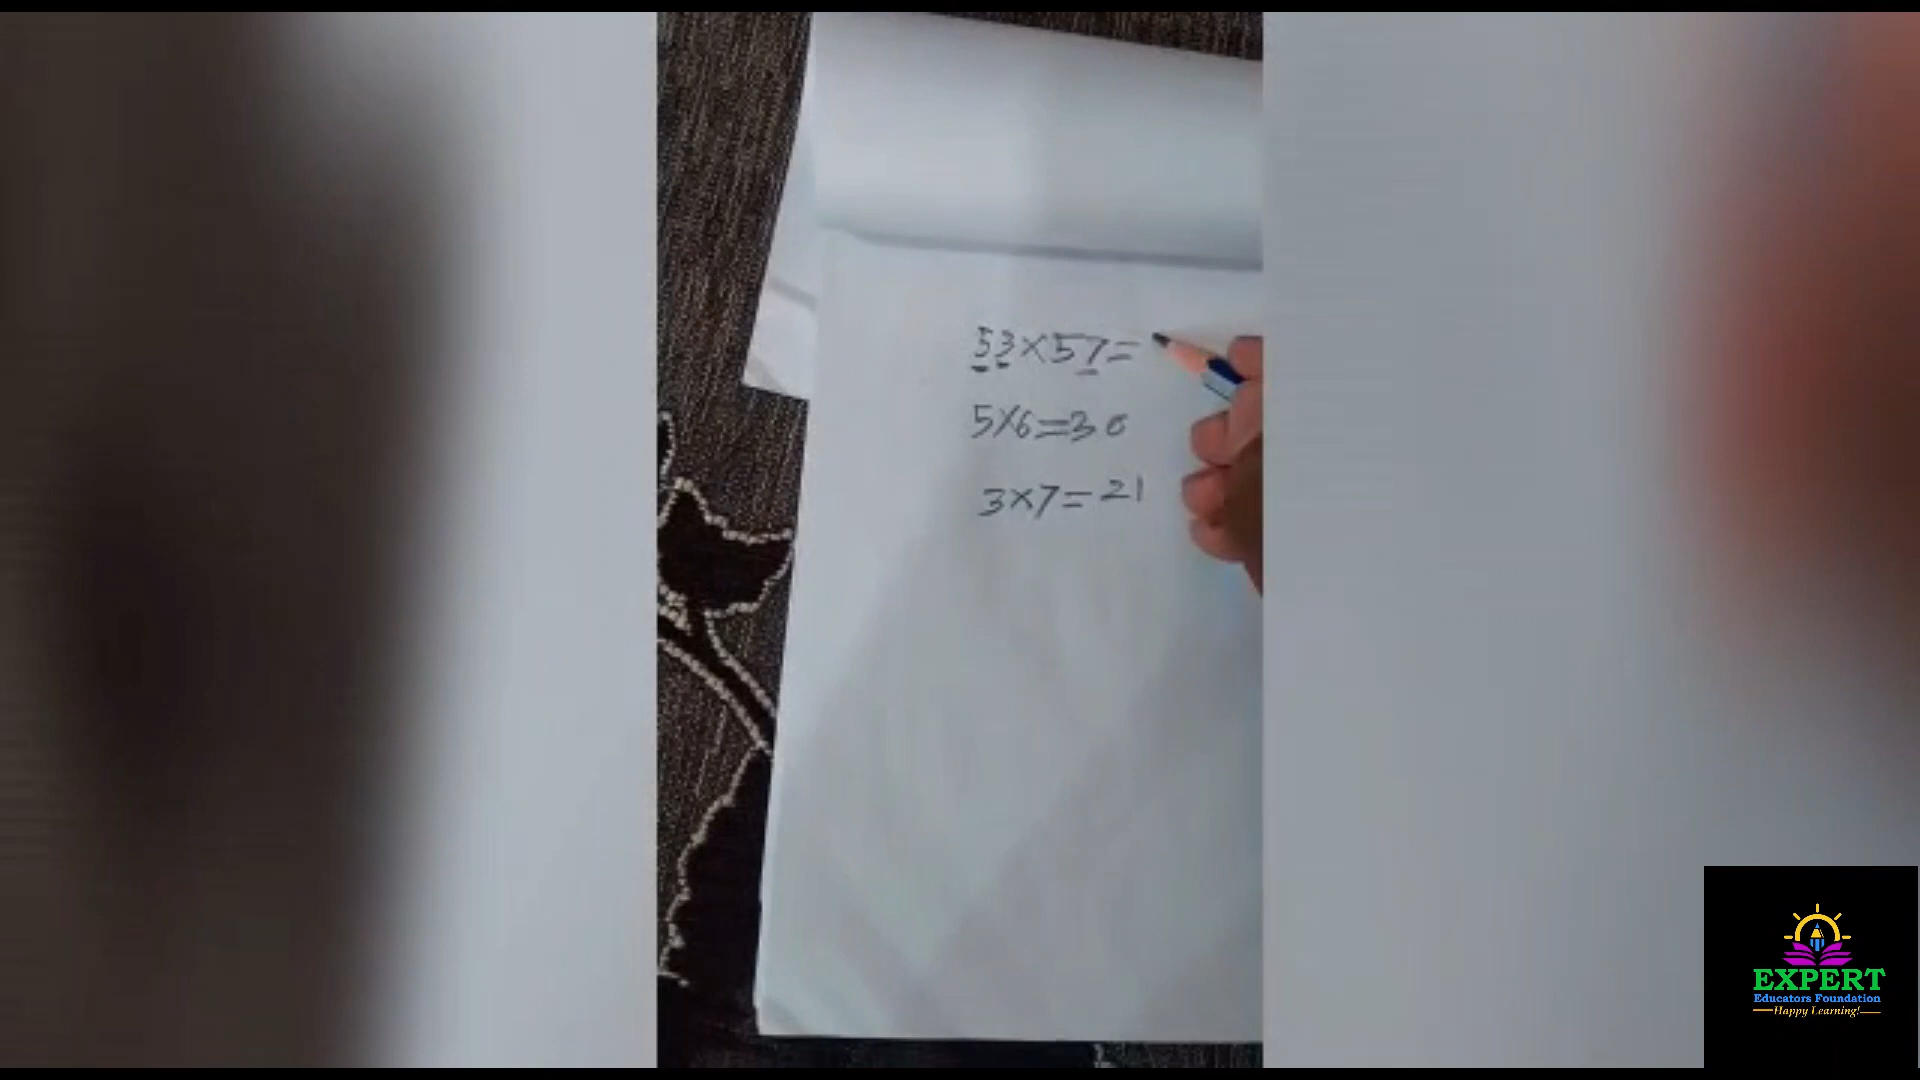 53×57=
5×6=30
3×7=21
EXPERT
Educators Foundation
Happy Learning!